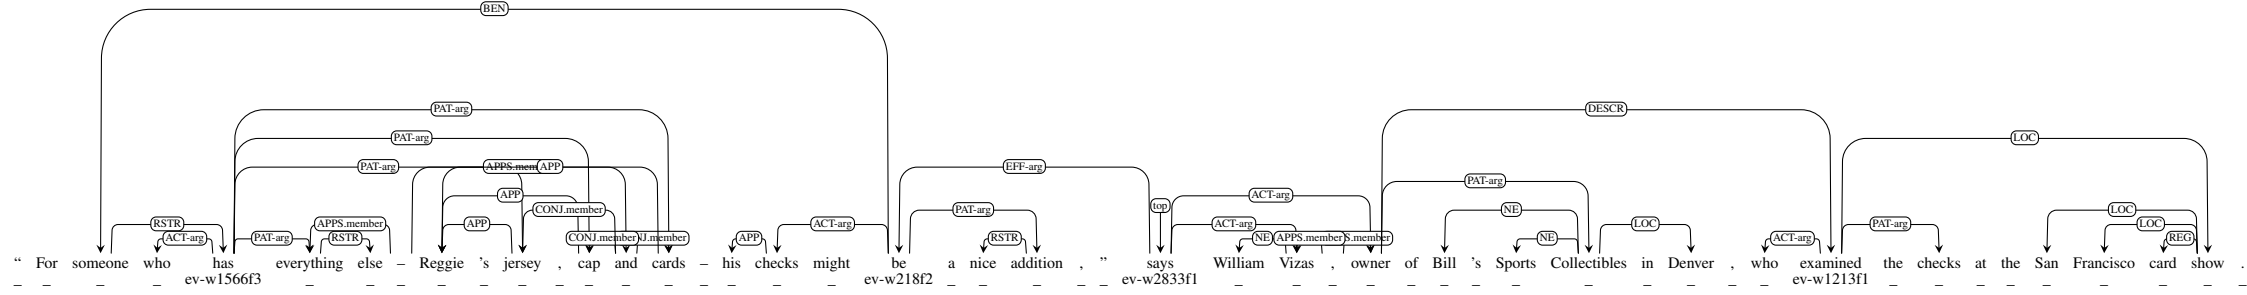 BEN
PAT-arg DESCR
PAT-arg LOC
PAT-arg APPS.mem APP EFF-arg
PAT-arg
APP ACT-arg
top
CONJ.member PAT-arg NE LOC
RSTR APPS.member APP ACT-arg ACT-arg LOC PAT-arg LOC
ACT-arg PAT-arg RSTR CONJ.member J.member APP RSTR NE APPS.member S.member NE ACT-arg REG
“ For someone who has everything else – Reggie 's jersey , cap and cards – his checks might be a nice addition , ” says William Vizas , owner of Bill 's Sports Collectibles in Denver , who examined the checks at the San Francisco card show .
_ _ _ _ ev-w1566f3 _ _ _ _ _ _ _ _ _ _ _ _ _ _ ev-w218f2 _ _ _ _ _ ev-w2833f1 _ _ _ _ _ _ _ _ _ _ _ _ _ ev-w1213f1 _ _ _ _ _ _ _ _ _